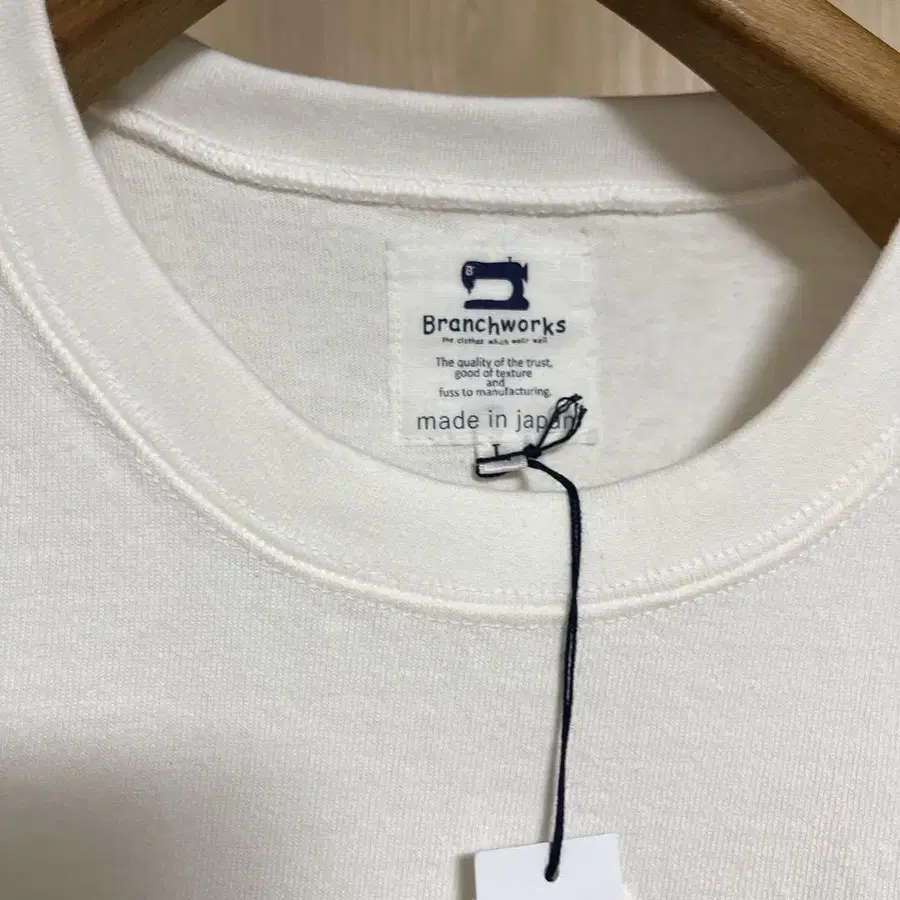 B
Branchworks
the clothes which wear well
The quality of the trust,
good of texture
and
fuss to manufacturing.
made in japan
L